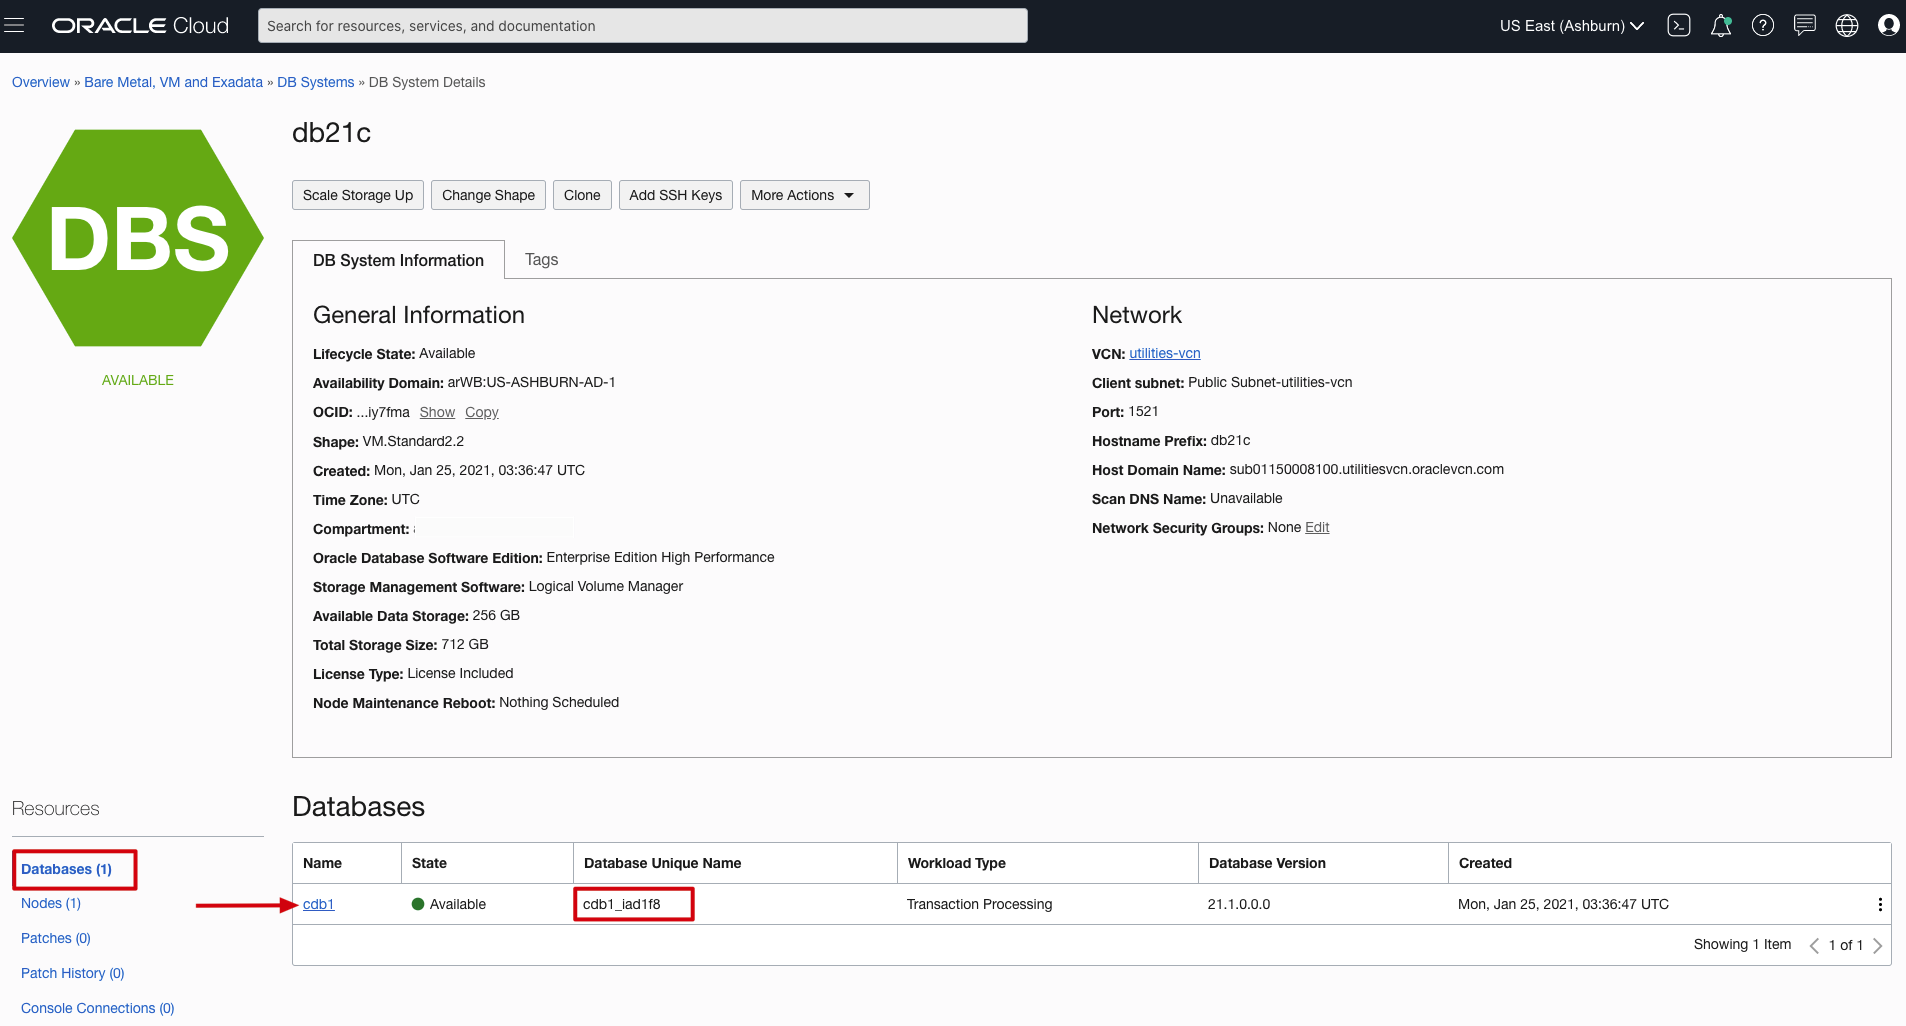 ORACLE Cloud
Search for resources, services, and documentation
US East (Ashburn)
Overview » Bare Metal, VM and Exadata » DB Systems » DB System Details
DBS
AVAILABLE
db21c
Scale Storage Up
Change Shape
Clone
Add SSH Keys
More Actions
DB System Information
Tags
General Information
Lifecycle State: Available
Availability Domain: arWB:US-ASHBURN-AD-1
OCID: ...iy7fma Show Copy
Shape: VM.Standard2.2
Created: Mon, Jan 25, 2021, 03:36:47 UTC
Time Zone: UTC
Compartment:
Oracle Database Software Edition: Enterprise Edition High Performance
Storage Management Software: Logical Volume Manager
Available Data Storage: 256 GB
Total Storage Size: 712 GB
License Type: License Included
Node Maintenance Reboot: Nothing Scheduled
Network
VCN: utilities-vcn
Client subnet: Public Subnet-utilities-vcn
Port: 1521
Hostname Prefix: db21c
Host Domain Name: sub01150008100.utilitiesvcn.oraclevcn.com
Scan DNS Name: Unavailable
Network Security Groups: None Edit
Resources
Databases (1)
Nodes (1)
Patches (0)
Patch History (0)
Console Connections (0)
Databases
Name State Database Unique Name Workload Type Database Version Created
cdb1 Available cdb1_iad1f8 Transaction Processing 21.1.0.0.0 Mon, Jan 25, 2021, 03:36:47 UTC
Showing 1 Item 1 of 1